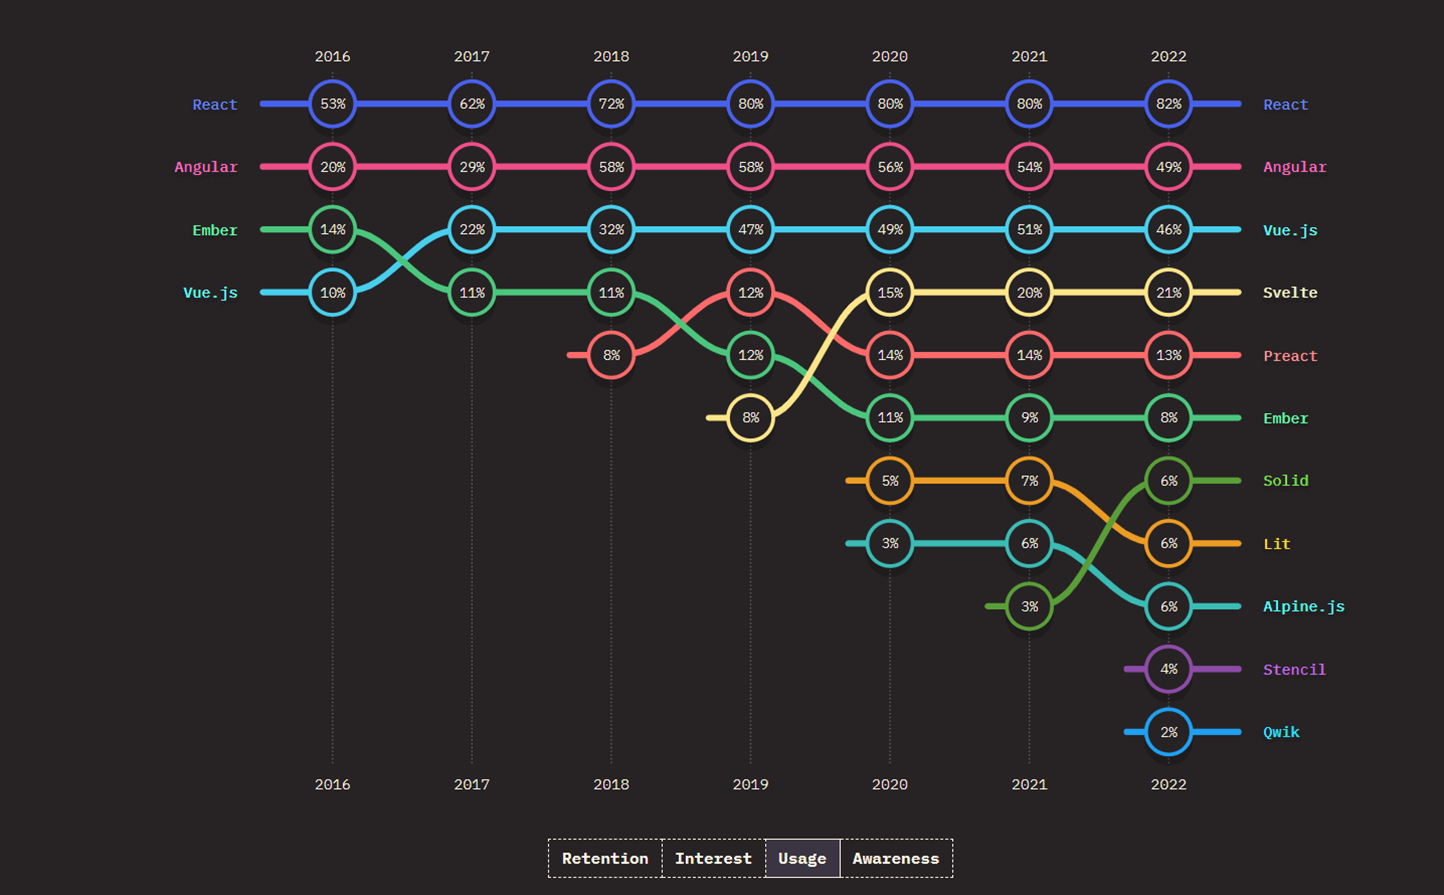 2016 2017 2018 2019 2020 2021 2022
React 53% 62% 72% 80% 80% 80% 82% React
Angular 20% 29% 58% 58% 56% 54% 49% Angular
Ember 14% 22% 32% 47% 49% 51% 46% Vue.js
Vue.js 10% 11% 11% 12% 15% 20% 21% Svelte
8% 12% 14% 14% 13% Preact
8% 11% 9% 8% Ember
5% 7% 6% Solid
3% 6% 6% Lit
3% 6% Alpine.js
4% Stencil
2% Qwik
2016 2017 2018 2019 2020 2021 2022
Retention Interest Usage Awareness